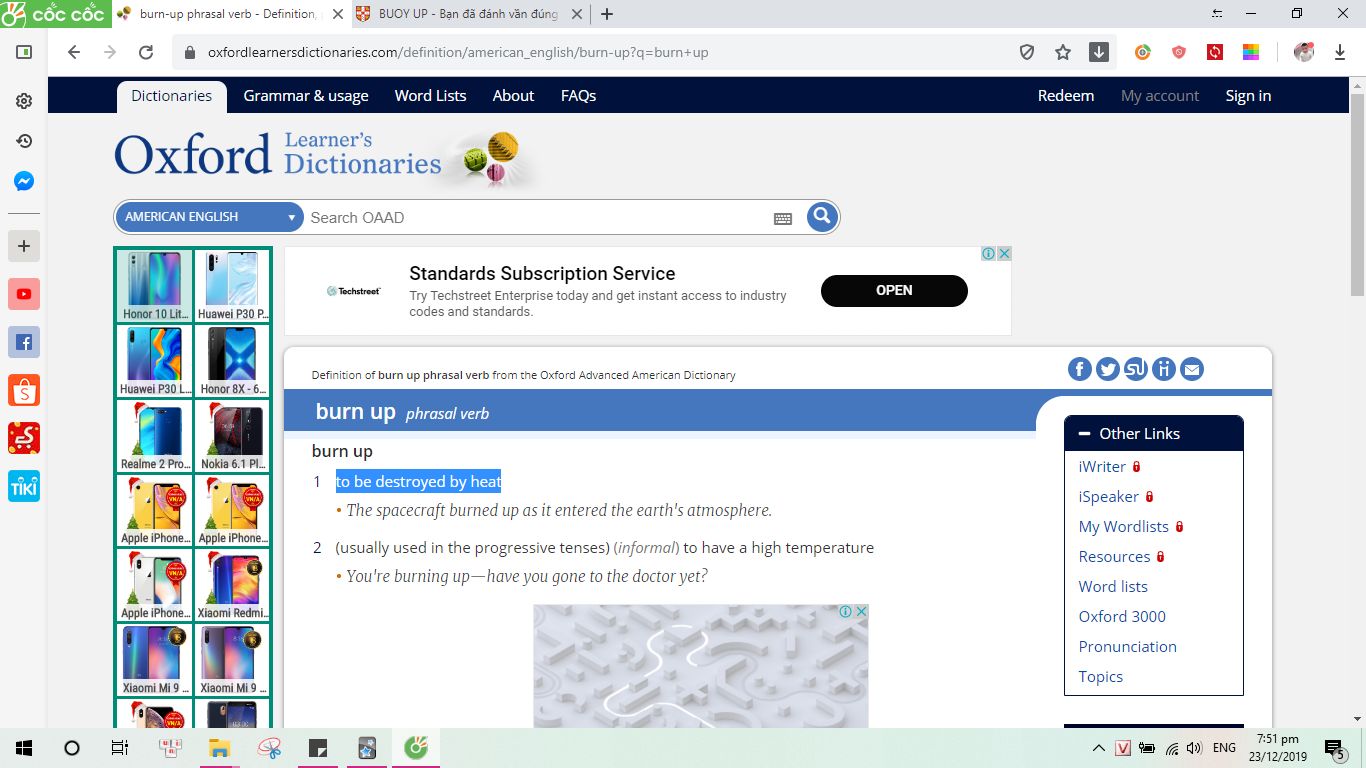 cốc cốc
burn-up phrasal verb - Definition,
BUOY UP - Bạn đã đánh vần đúng
oxfordlearnersdictionaries.com/definition/american_english/burn-up?q=burn+up
Dictionaries Grammar & usage Word Lists About FAQs Redeem My account Sign in
Oxford Learner's Dictionaries
AMERICAN ENGLISH Search OAAD
Honor 10 Lit... Huawei P30 P...
Huawei P30 L... Honor 8X - 6...
Realme 2 Pro... Nokia 6.1 Pl...
Apple iPhone... Apple iPhone...
Apple iPhone... Xiaomi Redmi...
Xiaomi Mi 9 ... Xiaomi Mi 9 ...
TIKI
Techstreet
Standards Subscription Service
Try Techstreet Enterprise today and get instant access to industry
codes and standards.
OPEN
Definition of burn up phrasal verb from the Oxford Advanced American Dictionary
burn up phrasal verb
burn up
1 to be destroyed by heat
• The spacecraft burned up as it entered the earth's atmosphere.
2 (usually used in the progressive tenses) (informal) to have a high temperature
• You're burning up—have you gone to the doctor yet?
Other Links
iWriter
iSpeaker
My Wordlists
Resources
Word lists
Oxford 3000
Pronunciation
Topics
ENG
7:51 pm
23/12/2019
5